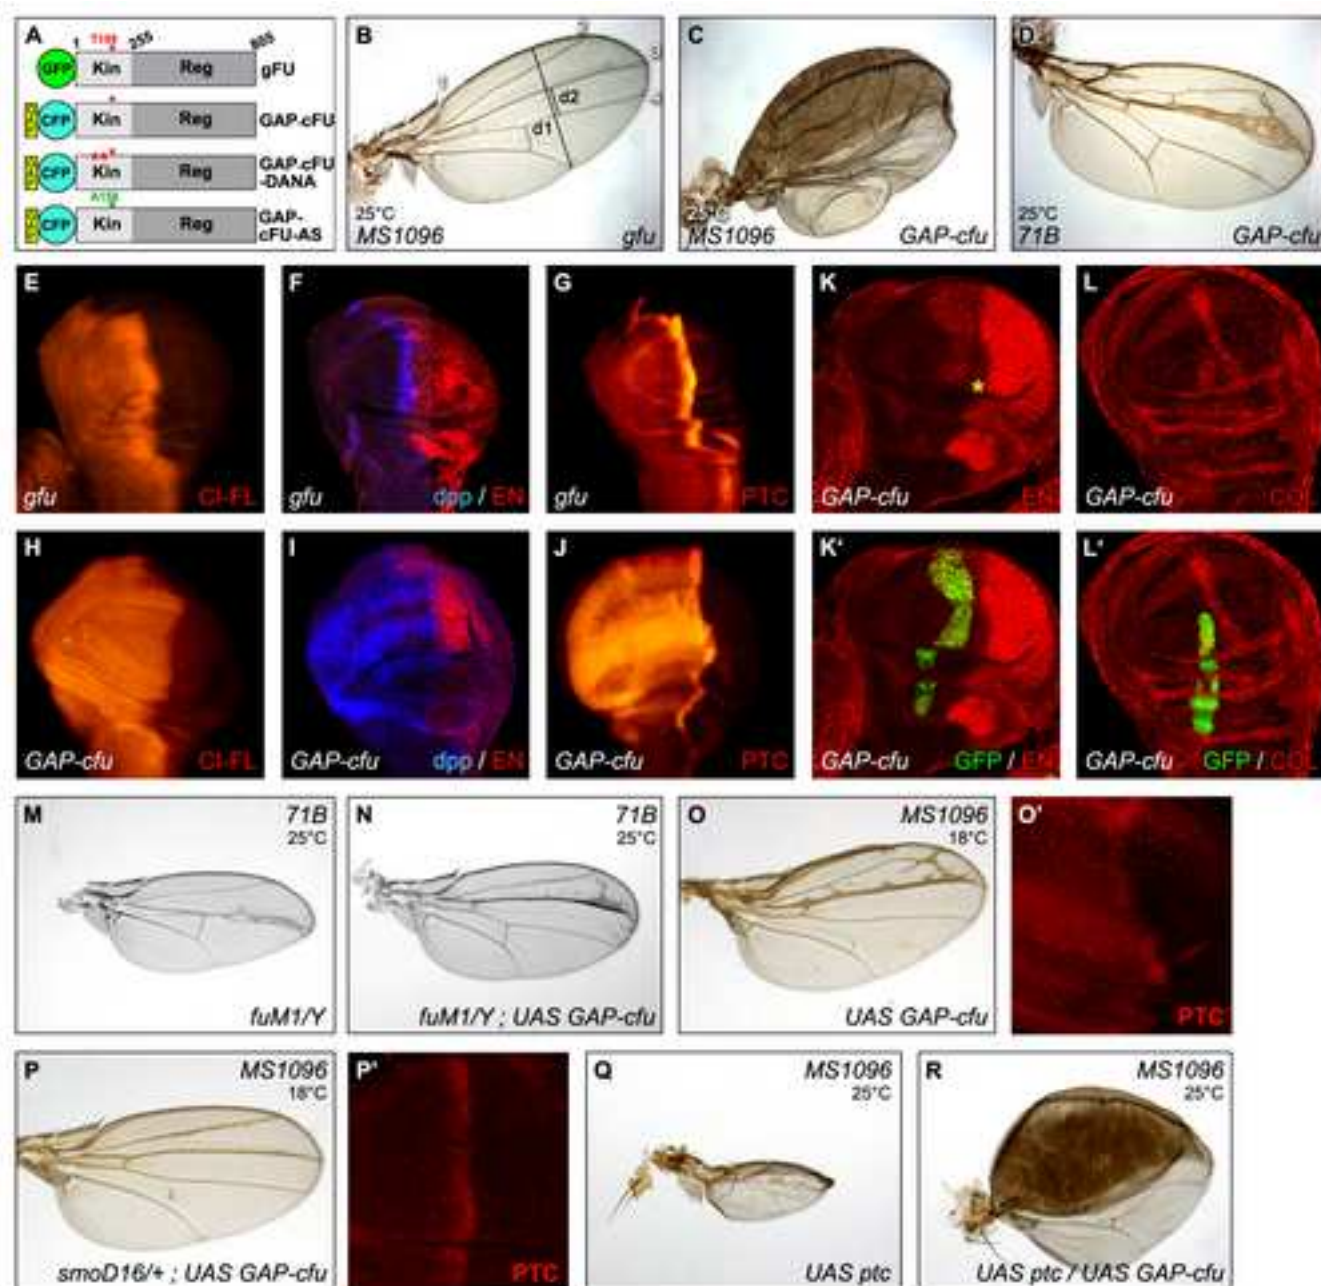 A
1
255
Kin
Reg
GFP
gFU
CFP
Kin
Reg
GAP-cFU
CFP
Kin
Reg
GAP-cFU
-DANA
CFP
Kin
Reg
GAP-
cFU-AS
B
d2
d1
25°C
MS1096
gfu
C
25°C
MS1096
GAP-cfu
D
25°C
71B
GAP-cfu
E
gfu
CI-FL
F
gfu
dpp / EN
G
gfu
PTC
K
GAP-cfu
EN
L
GAP-cfu
COL
H
GAP-cfu
CI-FL
I
GAP-cfu
dpp / EN
J
GAP-cfu
PTC
K'
GAP-cfu
GFP / EN
L'
GAP-cfu
GFP / COL
M
71B
25°C
fuM1/Y
N
71B
25°C
fuM1/Y ; UAS GAP-cfu
O
MS1096
18°C
UAS GAP-cfu
O'
PTC
P
MS1096
18°C
smoD16/+ ; UAS GAP-cfu
P'
PTC
Q
MS1096
25°C
UAS ptc
R
MS1096
25°C
UAS ptc / UAS GAP-cfu